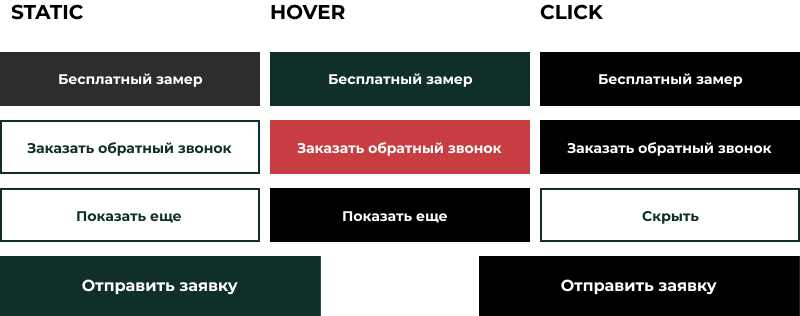 STATIC HOVER CLICK
Бесплатный замер Бесплатный замер Бесплатный замер
Заказать обратный звонок Заказать обратный звонок Заказать обратный звонок
Показать еще Показать еще Скрыть
Отправить заявку Отправить заявку